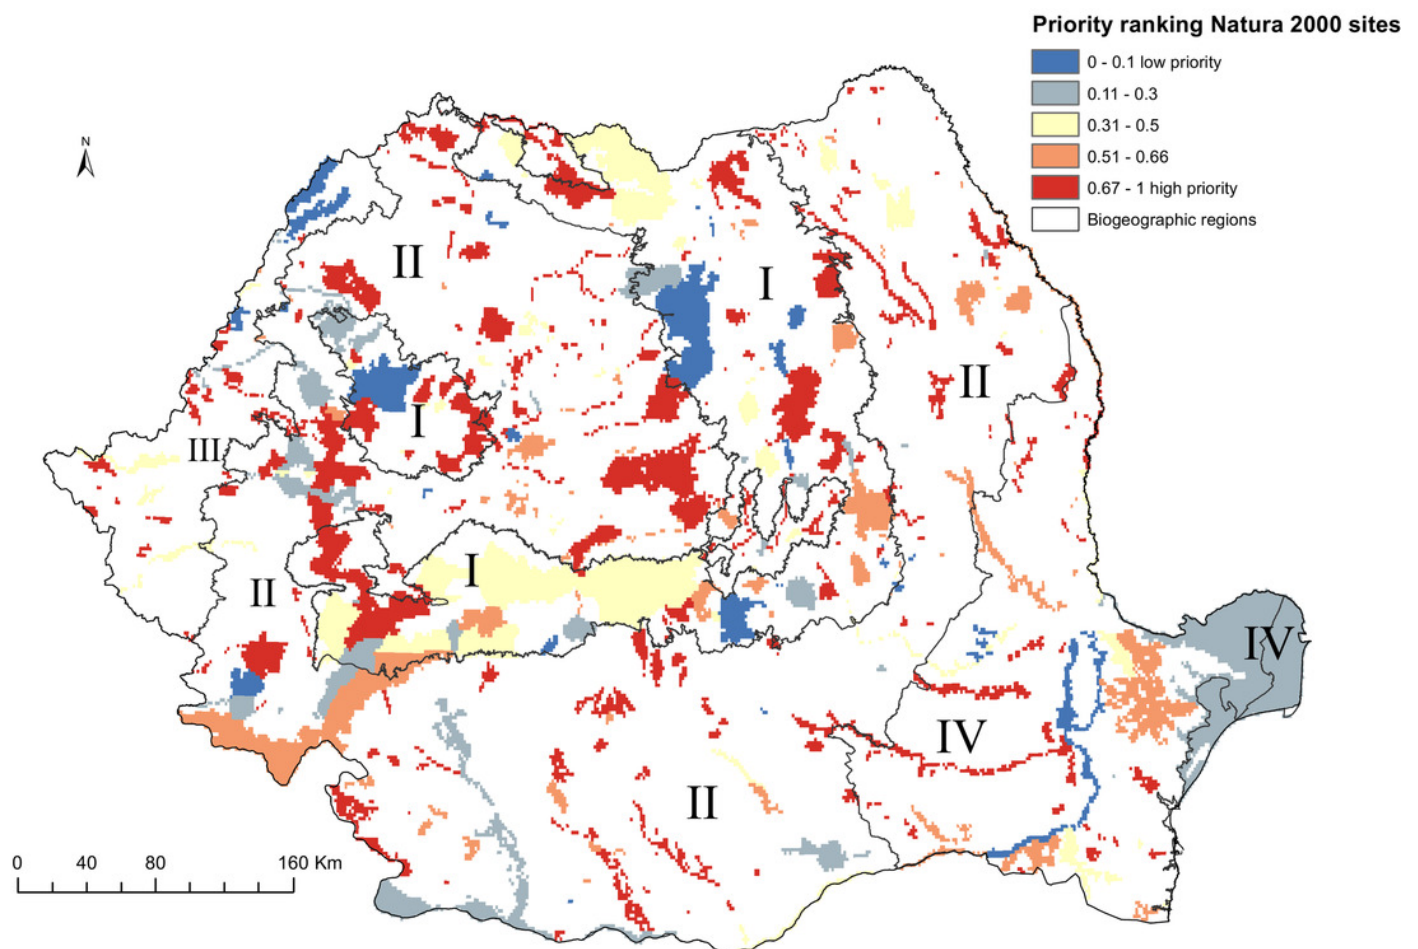 Priority ranking Natura 2000 sites
0 - 0.1 low priority
0.11 - 0.3
0.31 - 0.5
0.51 - 0.66
0.67 - 1 high priority
Biogeographic regions
N
II
I
II
I
III
I
II
IV
IV
II
0 40 80 160 Km